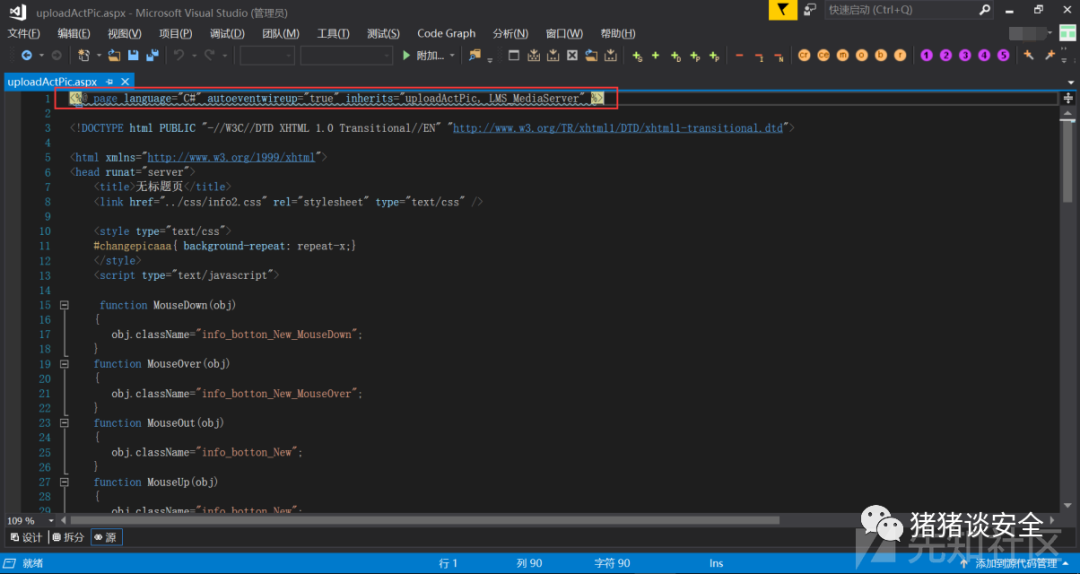 uploadActPic.aspx - Microsoft Visual Studio (管理员)
快速启动 (Ctrl+Q)
文件(F) 编辑(E) 视图(V) 项目(P) 调试(D) 团队(M) 工具(T) 测试(S) Code Graph 分析(N) 窗口(W) 帮助(H)
附加...
uploadActPic.aspx
1 <%@ page language="C#" autoeventwireup="true" inherits="uploadActPic, LMS_MediaServer" %>
2
3 <!DOCTYPE html PUBLIC "-//W3C//DTD XHTML 1.0 Transitional//EN" "http://www.w3.org/TR/xhtml1/DTD/xhtml1-transitional.dtd">
4
5 <html xmlns="http://www.w3.org/1999/xhtml">
6 <head runat="server">
7 <title>无标题页</title>
8 <link href="../css/info2.css" rel="stylesheet" type="text/css" />
9
10 <style type="text/css">
11 #changepicaaa{ background-repeat: repeat-x;}
12 </style>
13 <script type="text/javascript">
14
15 function MouseDown(obj)
16 {
17 obj.className="info_botton_New_MouseDown";
18 }
19 function MouseOver(obj)
20 {
21 obj.className="info_botton_New_MouseOver";
22 }
23 function MouseOut(obj)
24 {
25 obj.className="info_botton_New";
26 }
27 function MouseUp(obj)
28 {
29 obj.className="info_botton_New";
109 %
设计 拆分 源
猪猪谈安全
先知社区
就绪 行 1 列 90 字符 90 Ins 添加到源代码管理